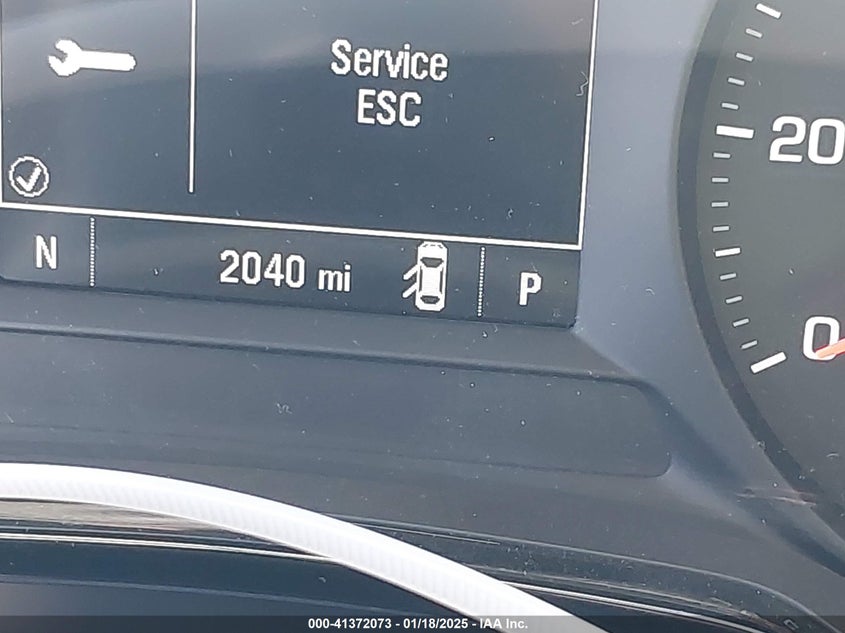 Service
ESC
N 2040 mi P
20
0
000-41372073 - 01/18/2025 - IAA Inc.